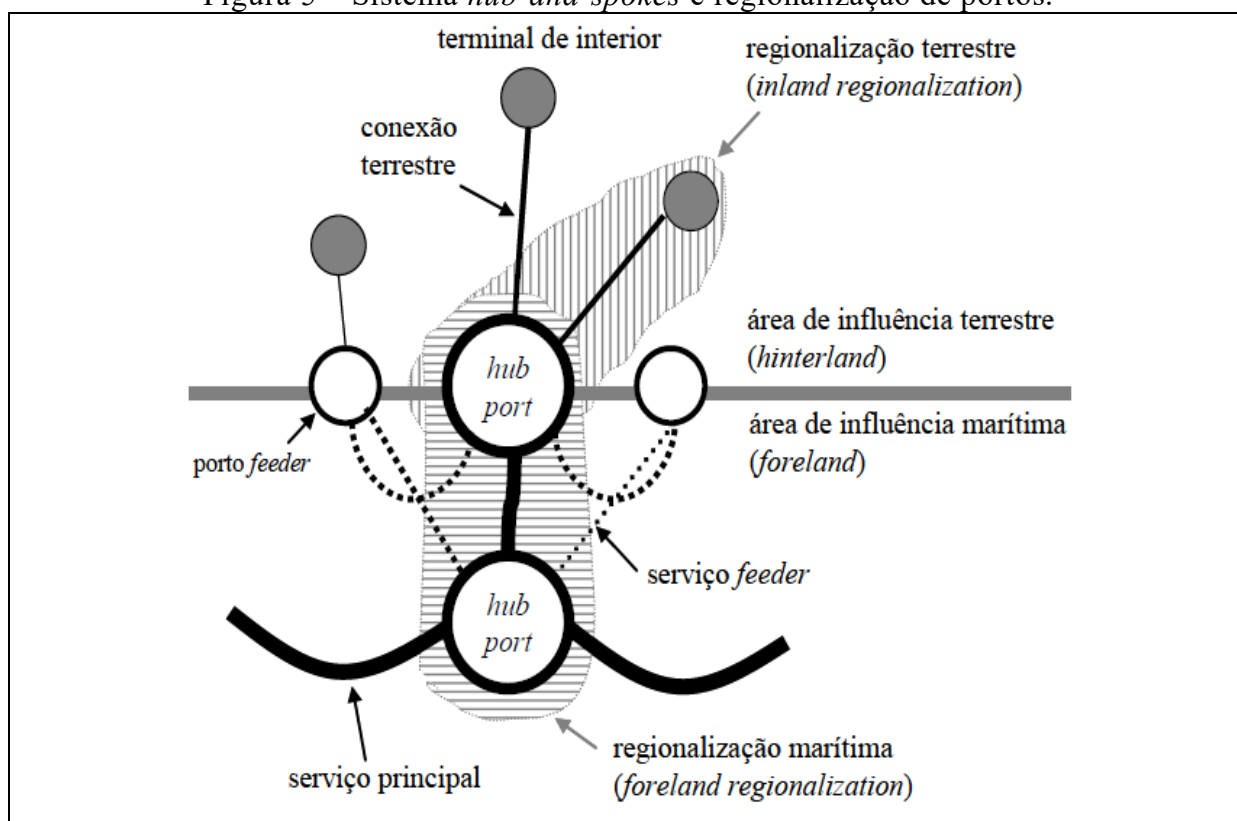 Figura 5 – Sistema hub-and-spokes e regionalização de portos.
terminal de interior
regionalização terrestre
(inland regionalization)
conexão
terrestre
hub
port
área de influência terrestre
(hinterland)
área de influência marítima
(foreland)
porto feeder
serviço feeder
hub
port
serviço principal
regionalização marítima
(foreland regionalization)